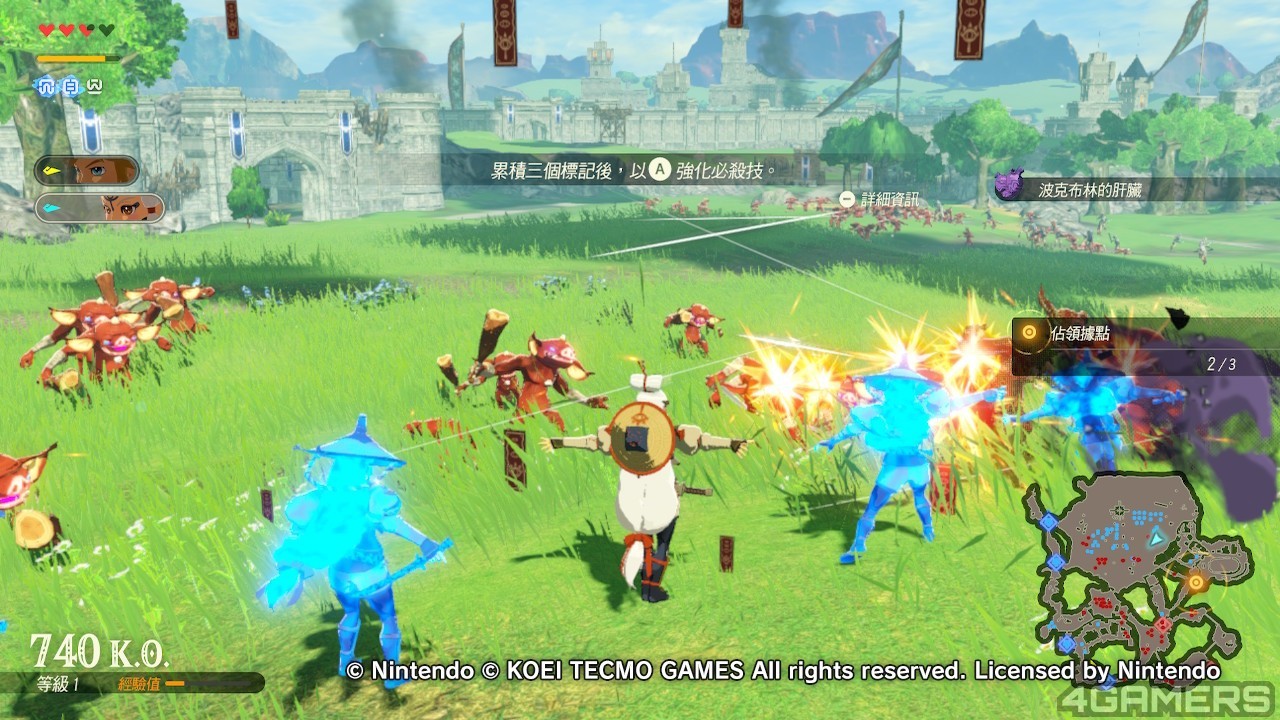 累積三個標記後，以A強化必殺技。
詳細資訊
波克布林的肝臟
佔領據點
2/3
740 K.O.
等級 1 經驗值
© Nintendo © KOEI TECMO GAMES All rights reserved. Licensed by Nintendo
4GAMERS